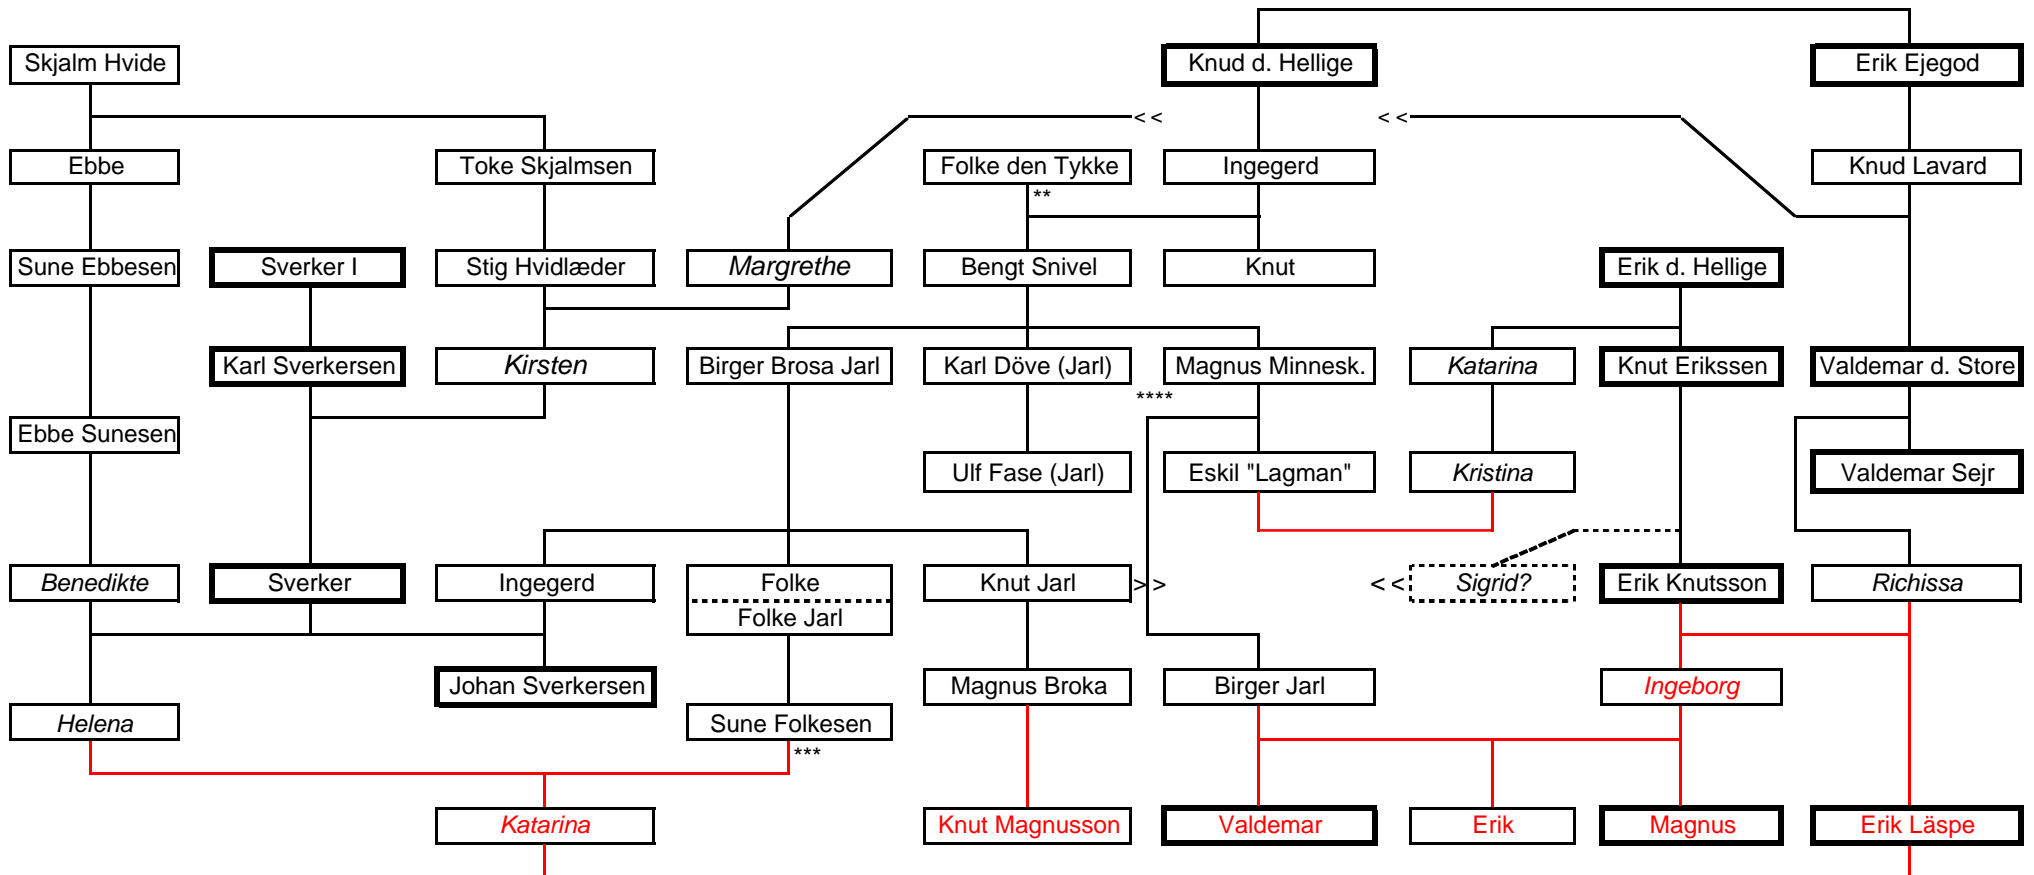 Skjalm Hvide
Knud d. Hellige
Erik Ejegod
< <
< <
Ebbe
Toke Skjalmsen
Folke den Tykke
Ingegerd
Knud Lavard
**
Sune Ebbesen
Sverker I
Stig Hvidlæder
Margrethe
Bengt Snivel
Knut
Erik d. Hellige
Karl Sverkersen
Kirsten
Birger Brosa Jarl
Karl Döve (Jarl)
Magnus Minnesk.
Katarina
Knut Erikssen
Valdemar d. Store
****
Ebbe Sunesen
Ulf Fase (Jarl)
Eskil "Lagman"
Kristina
Valdemar Sejr
Benedikte
Sverker
Ingegerd
Folke
Knut Jarl
> >
< <
Sigrid?
Erik Knutsson
Richissa
Folke Jarl
Johan Sverkersen
Magnus Broka
Birger Jarl
Ingeborg
Helena
Sune Folkesen
***
Katarina
Knut Magnusson
Valdemar
Erik
Magnus
Erik Läspe